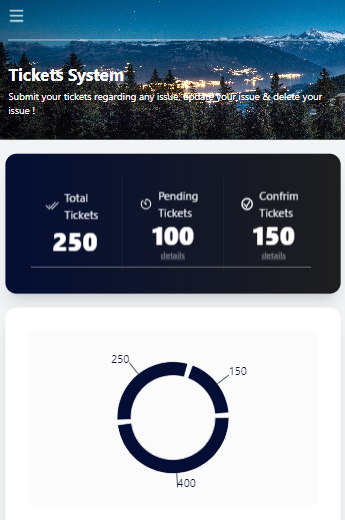 Tickets System
Submit your tickets regarding any issue, update your issue & delete your
issue !
Total
Tickets
250
Pending
Tickets
100
details
Confrim
Tickets
150
details
250
150
400